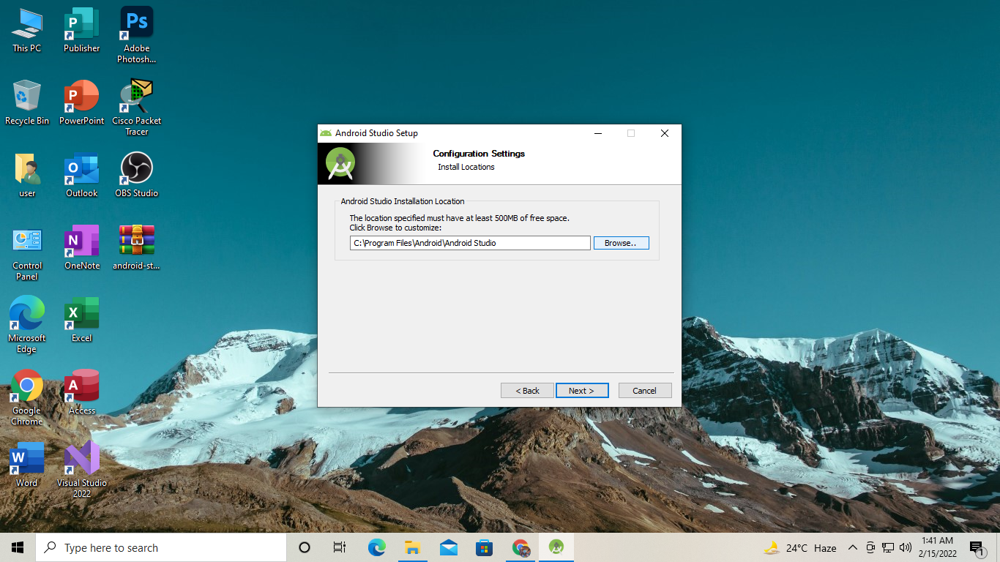 This PC
Publisher
Ps
Adobe
Photosh...
Recycle Bin
PowerPoint
Cisco Packet
Tracer
user
Outlook
OBS Studio
Control
Panel
OneNote
android-st...
Microsoft
Edge
Excel
Google
Chrome
Access
Word
Visual Studio
2022
Android Studio Setup
Configuration Settings
Install Locations
Android Studio Installation Location
The location specified must have at least 500MB of free space.
Click Browse to customize:
C:\Program Files\Android\Android Studio
Browse..
< Back
Next >
Cancel
Type here to search
24°C Haze
1:41 AM
2/15/2022
1